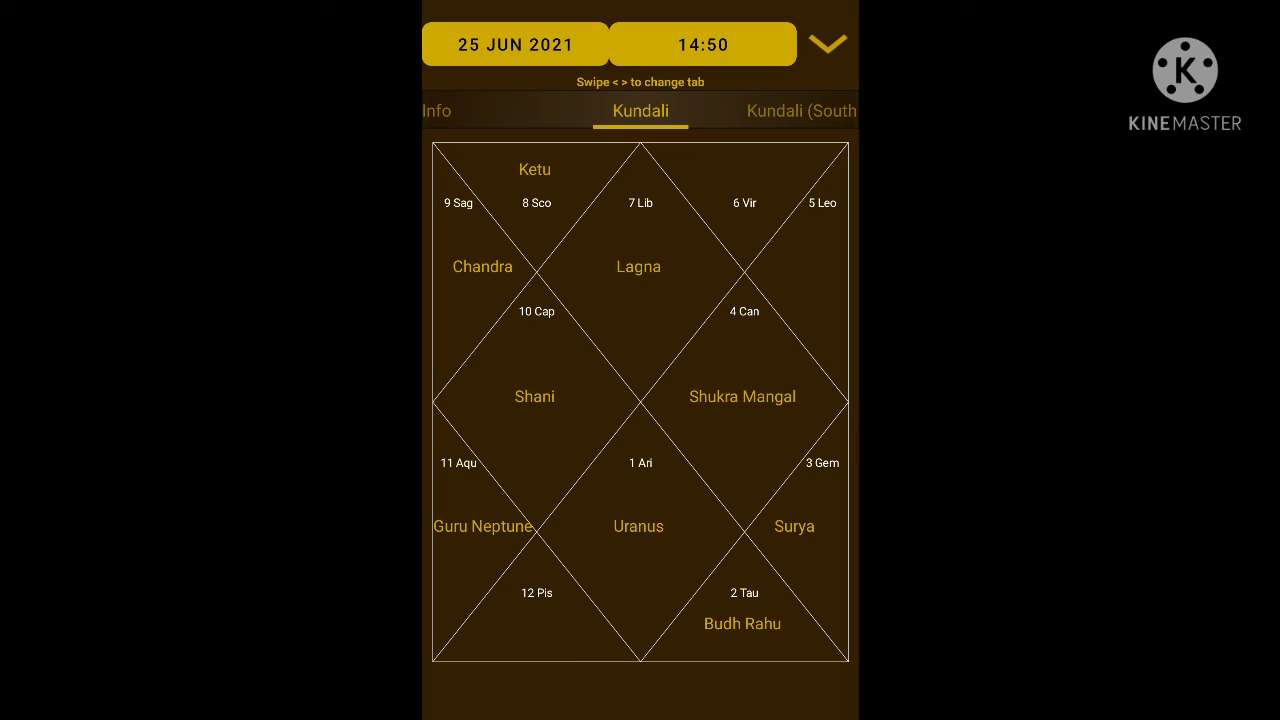 25 JUN 2021 14:50
Swipe < > to change tab
Info Kundali Kundali (South
K
KINEMASTER
Ketu
9 Sag 8 Sco 7 Lib 6 Vir 5 Leo
Chandra Lagna
10 Cap 4 Can
Shani Shukra Mangal
11 Aqu 1 Ari 3 Gem
Guru Neptune Uranus Surya
12 Pis 2 Tau
Budh Rahu